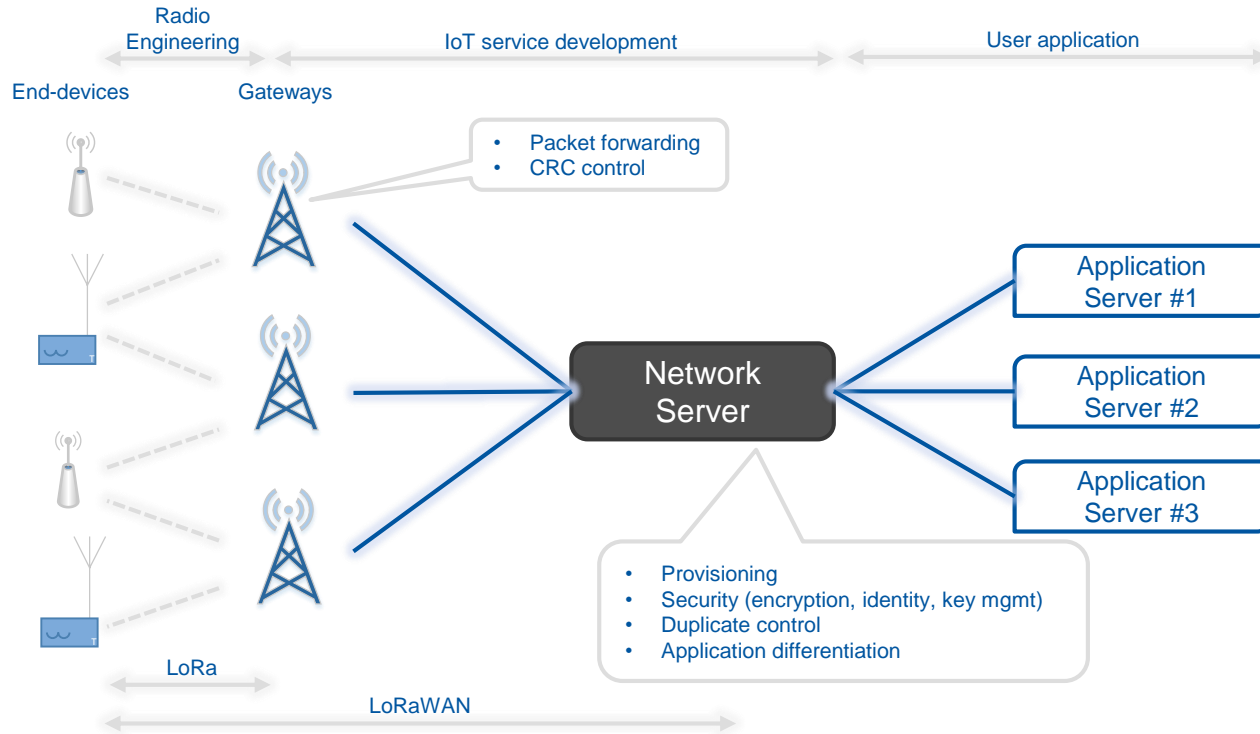 Radio
Engineering
IoT service development
User application
End-devices
Gateways
• Packet forwarding
• CRC control
Application
Server #1
Network
Server
Application
Server #2
Application
Server #3
• Provisioning
• Security (encryption, identity, key mgmt)
• Duplicate control
• Application differentiation
T
T
LoRa
LoRaWAN